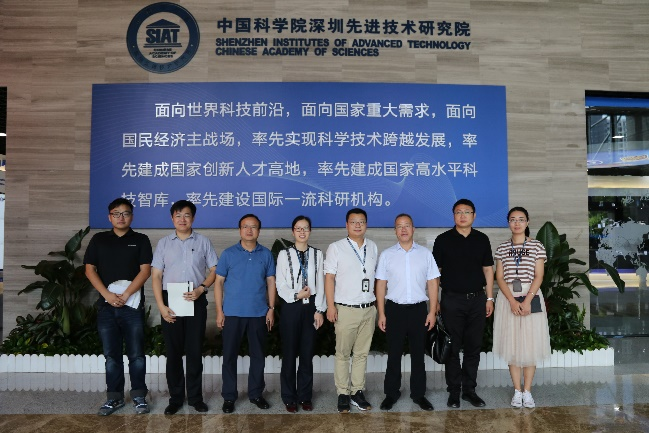 SIAT
CHINESE ACADEMY
OF SCIENCES
中国科学院深圳先进技术研究院
SHENZHEN INSTITUTES OF ADVANCED TECHNOLOGY
CHINESE ACADEMY OF SCIENCES
面向世界科技前沿，面向国家重大需求，面向
国民经济主战场，率先实现科学技术跨越发展，率
先建成国家创新人才高地，率先建成国家高水平科
技智库，率先建设国际一流科研机构。